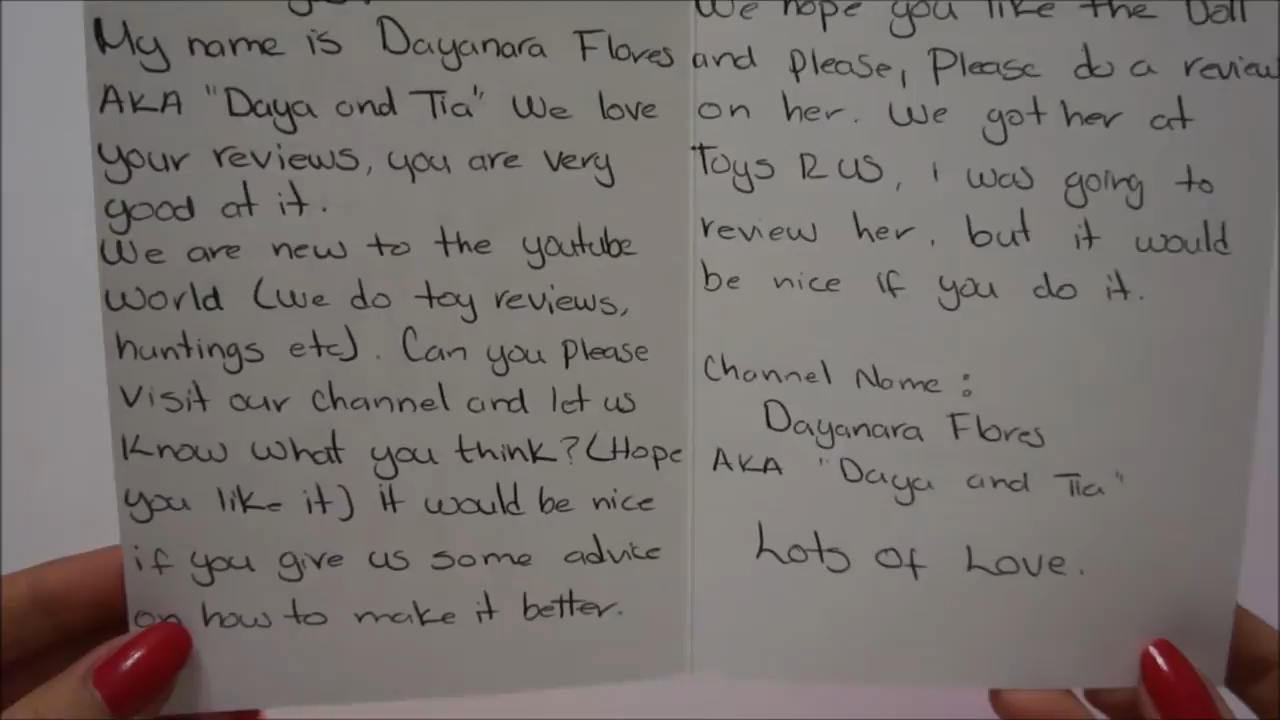 My name is Dayanara Flores
AKA "Daya and Tia" We love
your reviews, you are very
good at it.
We are new to the youtube
world (we do toy reviews,
huntings etc). Can you please
visit our channel and let us
know what you think? (Hope
you like it) it would be nice
if you give us some advice
on how to make it better.
We hope you like the Doll
and please, Please do a review
on her. We got her at
Toys R us, i was going to
review her, but it would
be nice if you do it.
Channel Name:
Dayanara Flores
AKA "Daya and Tia"
Lots of Love.